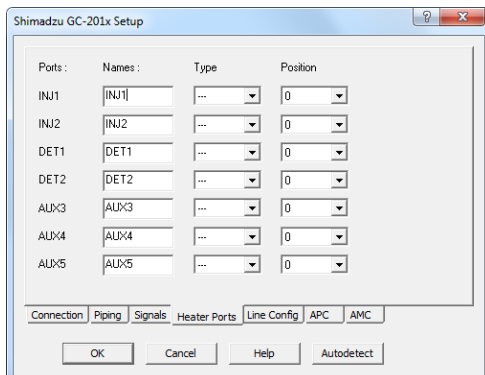 Shimadzu GC-201x Setup
Ports : Names : Type Position
INJ1 INJ1 --- 0
INJ2 INJ2 --- 0
DET1 DET1 --- 0
DET2 DET2 --- 0
AUX3 AUX3 --- 0
AUX4 AUX4 --- 0
AUX5 AUX5 --- 0
Connection Piping Signals Heater Ports Line Config APC AMC
OK Cancel Help Autodetect